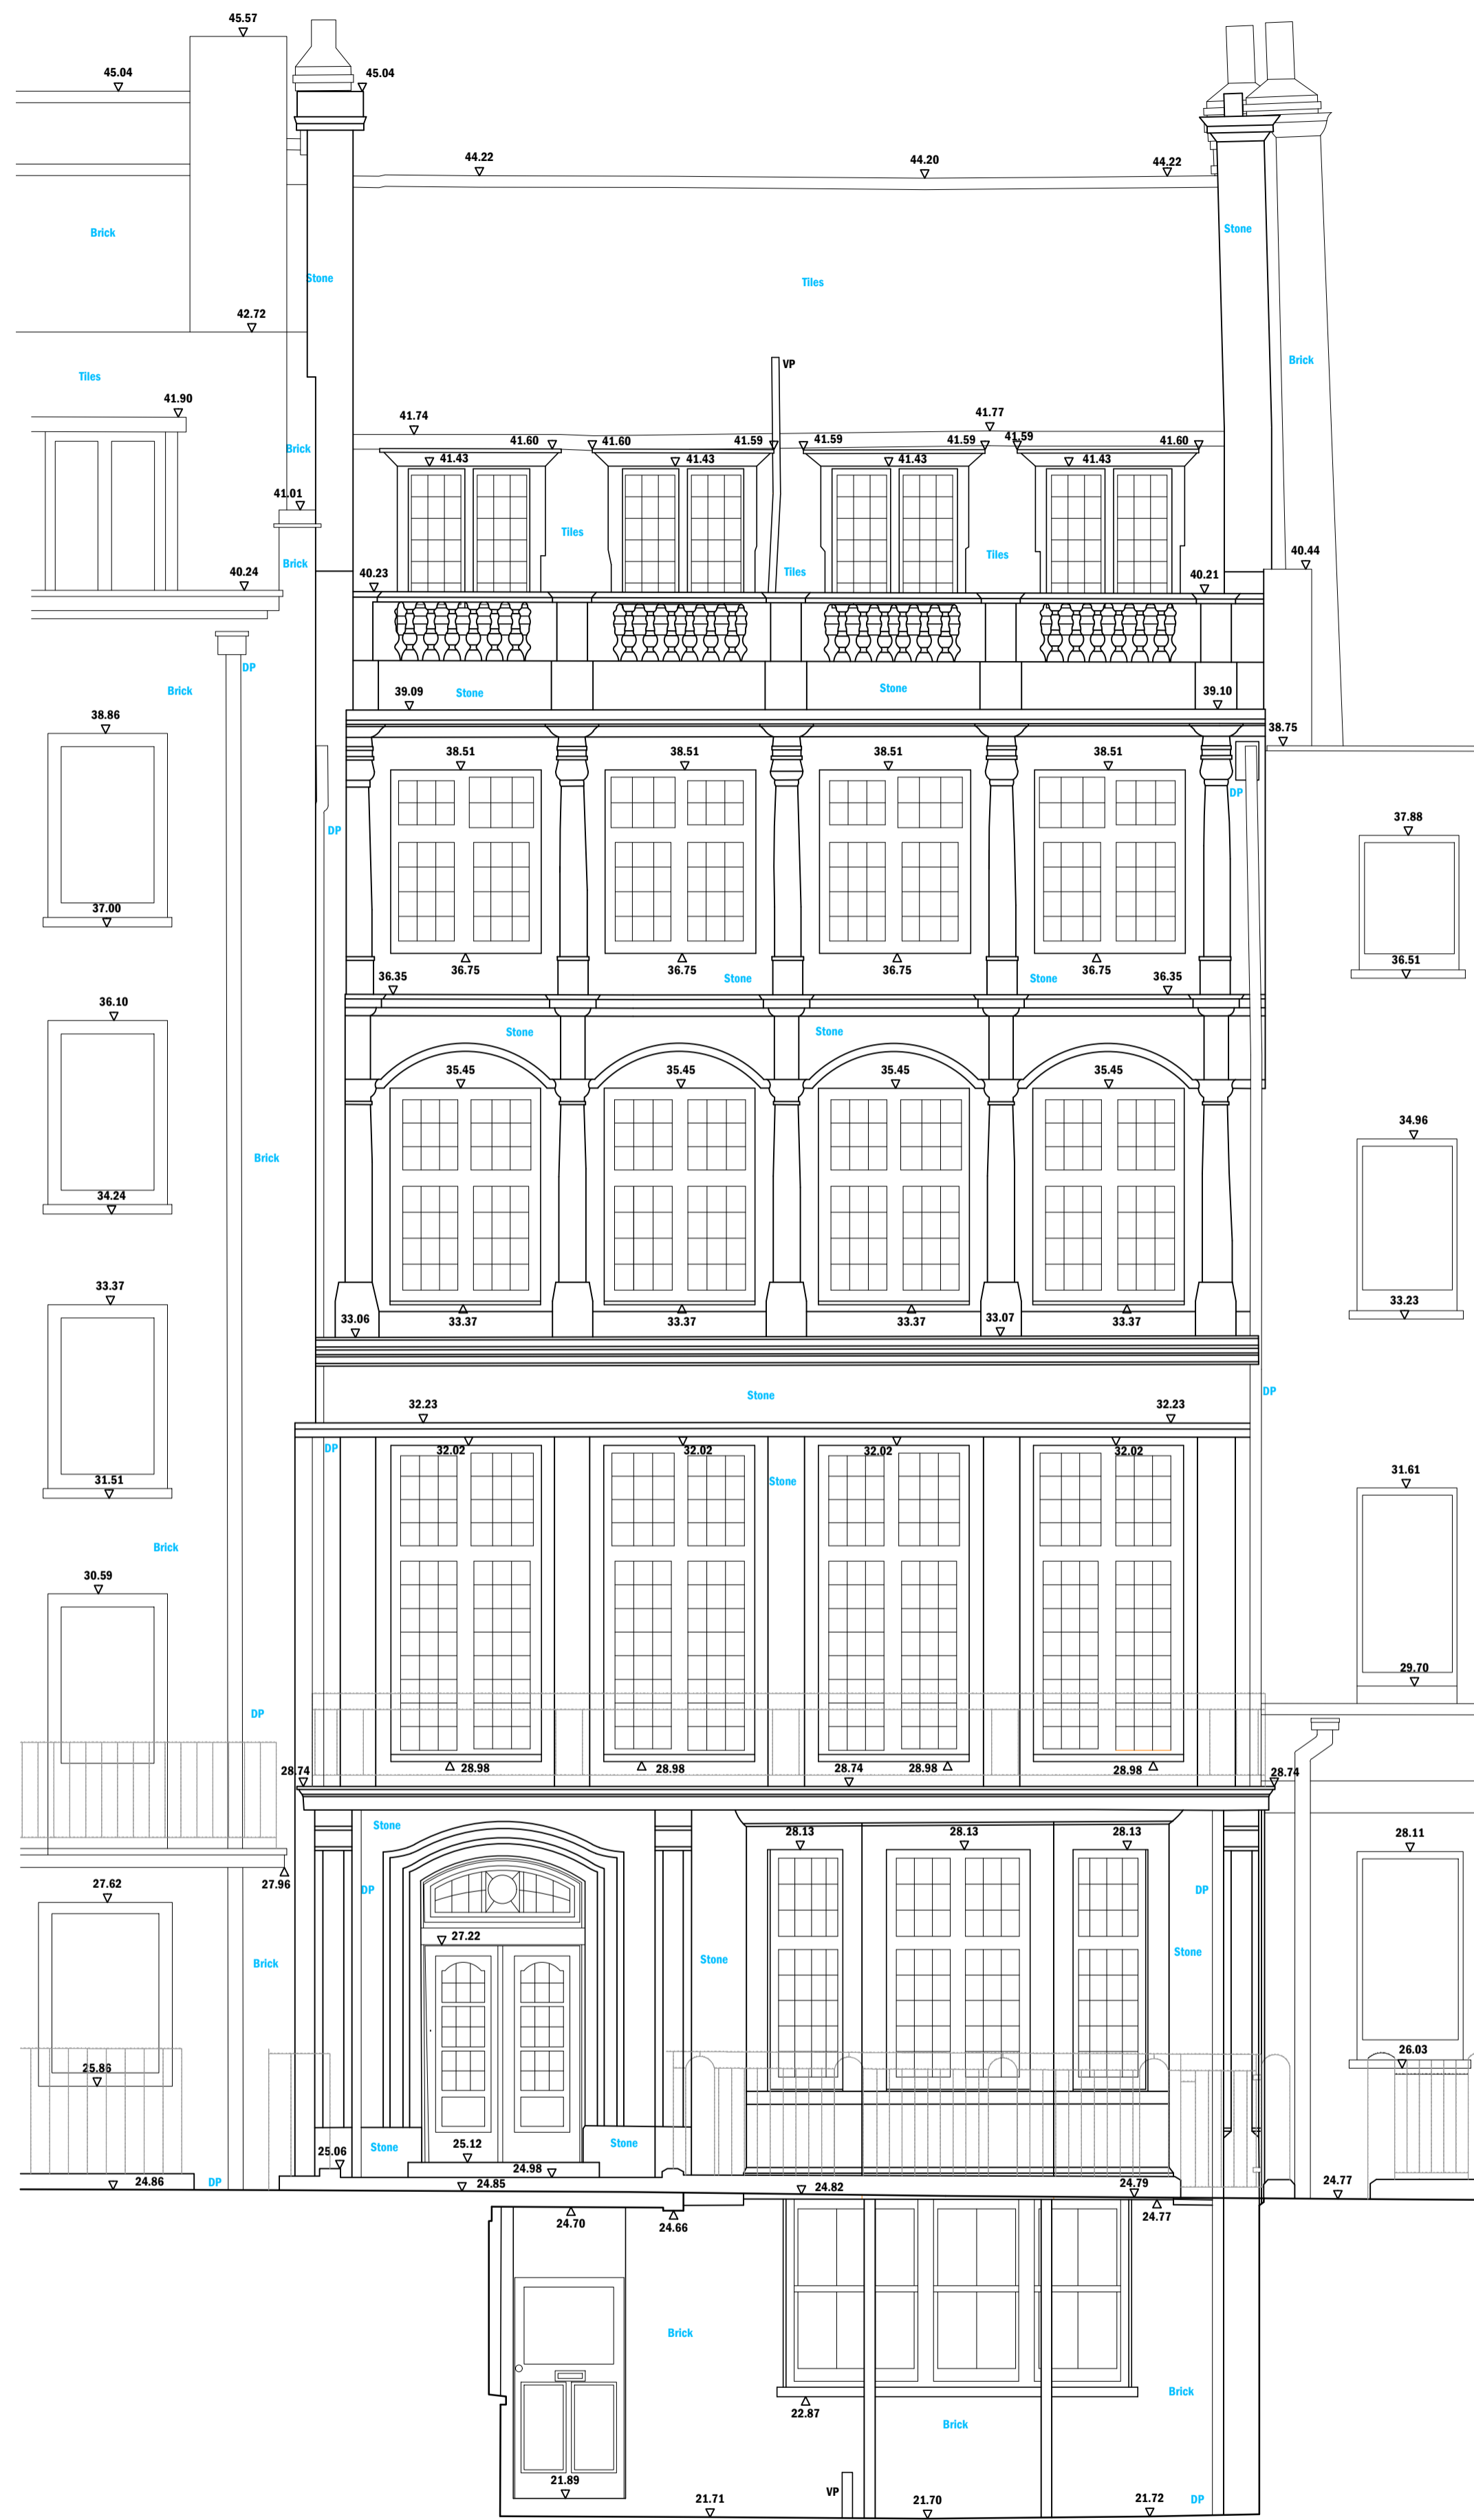 45.57
45.04
45.04
44.22
44.20
44.22
Brick
Stone
Stone
Tiles
42.72
Brick
VP
Tiles
41.90
41.74
41.77
41.60
41.60
41.59
41.59
41.59
41.59
41.60
Brick
41.43
41.43
41.43
41.43
41.01
Tiles
Tiles
40.44
Brick
Tiles
40.24
40.23
40.21
DP
Brick
Stone
Stone
39.09
39.10
38.86
38.75
38.51
38.51
38.51
38.51
DP
DP
37.88
37.00
36.75
36.75
36.75
36.75
36.51
Stone
Stone
36.35
36.35
36.10
Stone
Stone
35.45
35.45
35.45
35.45
34.96
Brick
34.24
33.37
33.37
33.37
33.37
33.37
33.23
33.06
33.07
Stone
DP
32.23
32.23
DP
32.02
32.02
32.02
32.02
31.61
31.51
Stone
Brick
30.59
29.70
DP
28.74
28.98
28.98
28.74
28.98
28.98
28.74
Stone
28.13
28.13
28.13
28.11
27.96
27.62
DP
DP
27.22
Brick
Stone
Stone
25.86
26.03
25.06
Stone
25.12
Stone
24.98
24.86
DP
24.85
24.82
24.79
24.77
24.70
24.66
24.77
Brick
Brick
22.87
Brick
21.89
VP
DP
21.71
21.70
21.72